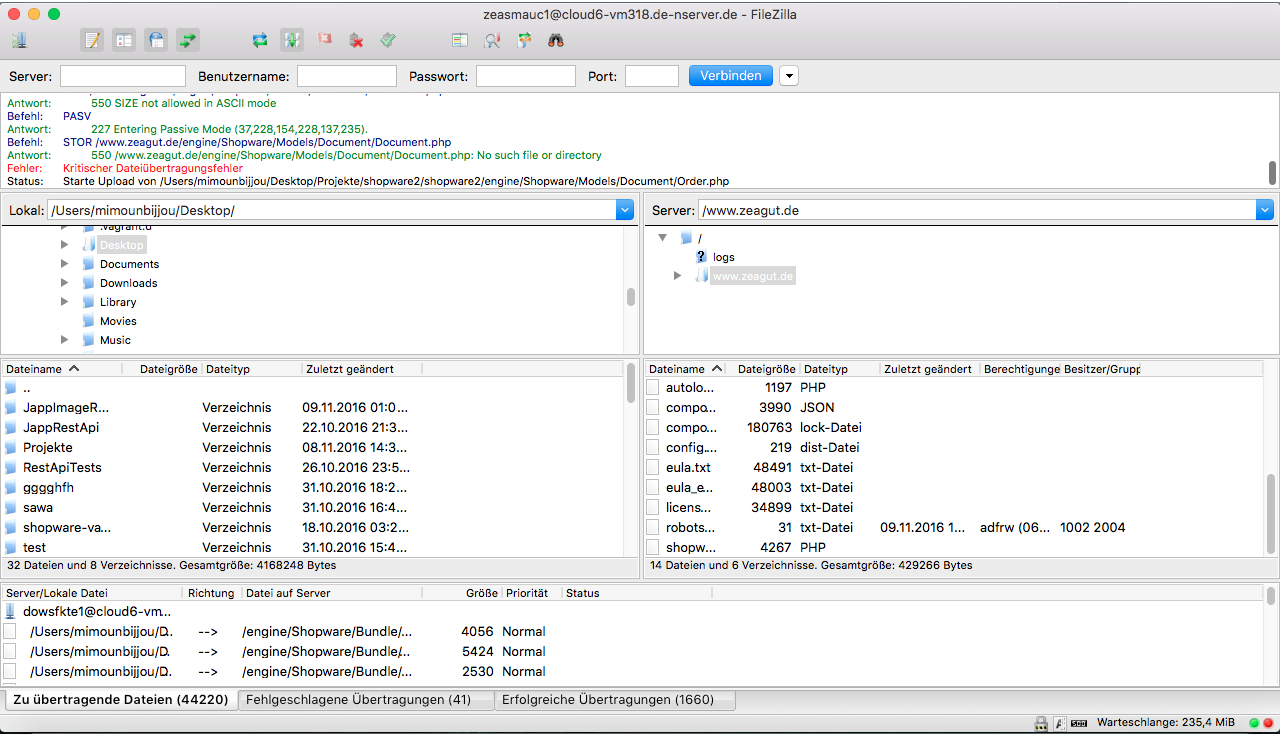 zeasmauc1@cloud6-vm318.de-nserver.de - FileZilla
Server: Benutzername: Passwort: Port: Verbinden
Antwort: 550 SIZE not allowed in ASCII mode
Befehl: PASV
Antwort: 227 Entering Passive Mode (37,228,154,228,137,235).
Befehl: STOR /www.zeagut.de/engine/Shopware/Models/Document/Document.php
Antwort: 550 /www.zeagut.de/engine/Shopware/Models/Document/Document.php: No such file or directory
Fehler: Kritischer Dateiübertragungsfehler
Status: Starte Upload von /Users/mimounbijjou/Desktop/Projekte/shopware2/shopware2/engine/Shopware/Models/Document/Order.php
Lokal: /Users/mimounbijjou/Desktop/
.vagrant.d
Desktop
Documents
Downloads
Library
Movies
Music
Server: /www.zeagut.de
/
? logs
www.zeagut.de
Dateiname Dateigröße Dateityp Zuletzt geändert
..
JappImageR... Verzeichnis 09.11.2016 01:0...
JappRestApi Verzeichnis 22.10.2016 21:3...
Projekte Verzeichnis 08.11.2016 14:3...
RestApiTests Verzeichnis 26.10.2016 23:5...
gggghfh Verzeichnis 31.10.2016 18:2...
sawa Verzeichnis 31.10.2016 16:4...
shopware-va... Verzeichnis 18.10.2016 03:2...
test Verzeichnis 31.10.2016 15:4...
32 Dateien und 8 Verzeichnisse. Gesamtgröße: 4168248 Bytes
Dateiname Dateigröße Dateityp Zuletzt geändert Berechtigunge Besitzer/Grupp
autolo... 1197 PHP
compo... 3990 JSON
compo... 180763 lock-Datei
config.... 219 dist-Datei
eula.txt 48491 txt-Datei
eula_e... 48003 txt-Datei
licens... 34899 txt-Datei
robots... 31 txt-Datei 09.11.2016 1... adfrw (06... 1002 2004
shopw... 4267 PHP
14 Dateien und 6 Verzeichnisse. Gesamtgröße: 429266 Bytes
Server/Lokale Datei Richtung Datei auf Server Größe Priorität Status
dowsfkte1@cloud6-vm...
/Users/mimounbijjou/D.. --> /engine/Shopware/Bundle/... 4056 Normal
/Users/mimounbijjou/D. --> /engine/Shopware/Bundle/... 5424 Normal
/Users/mimounbijjou/D.. --> /engine/Shopware/Bundle/... 2530 Normal
Zu übertragende Dateien (44220) Fehlgeschlagene Übertragungen (41) Erfolgreiche Übertragungen (1660)
Warteschlange: 235,4 MiB